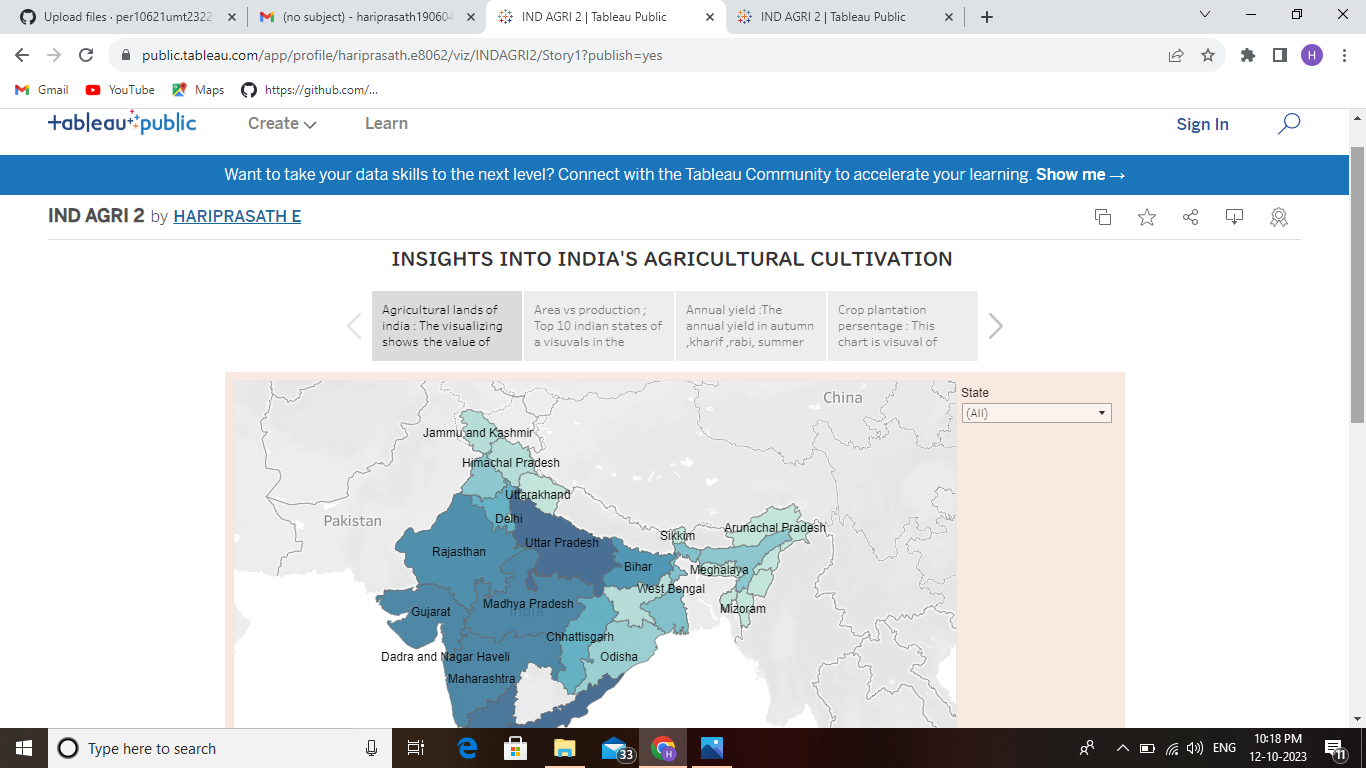 Upload files · per10621umt2322
(no subject) - hariprasath190604
IND AGRI 2 | Tableau Public
IND AGRI 2 | Tableau Public
public.tableau.com/app/profile/hariprasath.e8062/viz/INDAGRI2/Story1?publish=yes
H
Gmail
YouTube
Maps
https://github.com/...
+ableau public
Create
Learn
Sign In
Want to take your data skills to the next level? Connect with the Tableau Community to accelerate your learning. Show me →
IND AGRI 2 by HARIPRASATH E
INSIGHTS INTO INDIA'S AGRICULTURAL CULTIVATION
Agricultural lands of
india : The visualizing
shows the value of
Area vs production ;
Top 10 indian states of
a visuvals in the
Annual yield :The
annual yield in autumn
,kharif ,rabi, summer
Crop plantation
persentage : This
chart is visuval of
State
(All)
China
Jammu and Kashmir
Himachal Pradesh
Uttarakhand
Pakistan
Delhi
Arunachal Pradesh
Sikkim
Uttar Pradesh
Rajasthan
Bihar
Meghalaya
West Bengal
Madhya Pradesh
India
Gujarat
Mizoram
Chhattisgarh
Dadra and Nagar Haveli
Odisha
Maharashtra
Type here to search
33
H
ENG
10:18 PM
12-10-2023
11